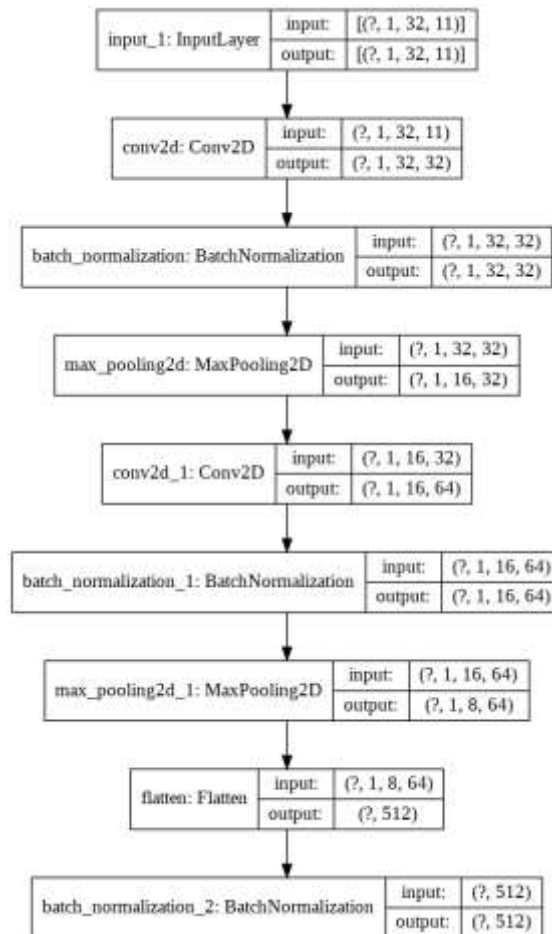 input_1: InputLayer
input: [(?, 1, 32, 11)]
output: [(?, 1, 32, 11)]
conv2d: Conv2D
input: (?, 1, 32, 11)
output: (?, 1, 32, 32)
batch_normalization: BatchNormalization
input: (?, 1, 32, 32)
output: (?, 1, 32, 32)
max_pooling2d: MaxPooling2D
input: (?, 1, 32, 32)
output: (?, 1, 16, 32)
conv2d_1: Conv2D
input: (?, 1, 16, 32)
output: (?, 1, 16, 64)
batch_normalization_1: BatchNormalization
input: (?, 1, 16, 64)
output: (?, 1, 16, 64)
max_pooling2d_1: MaxPooling2D
input: (?, 1, 16, 64)
output: (?, 1, 8, 64)
flatten: Flatten
input: (?, 1, 8, 64)
output: (?, 512)
batch_normalization_2: BatchNormalization
input: (?, 512)
output: (?, 512)